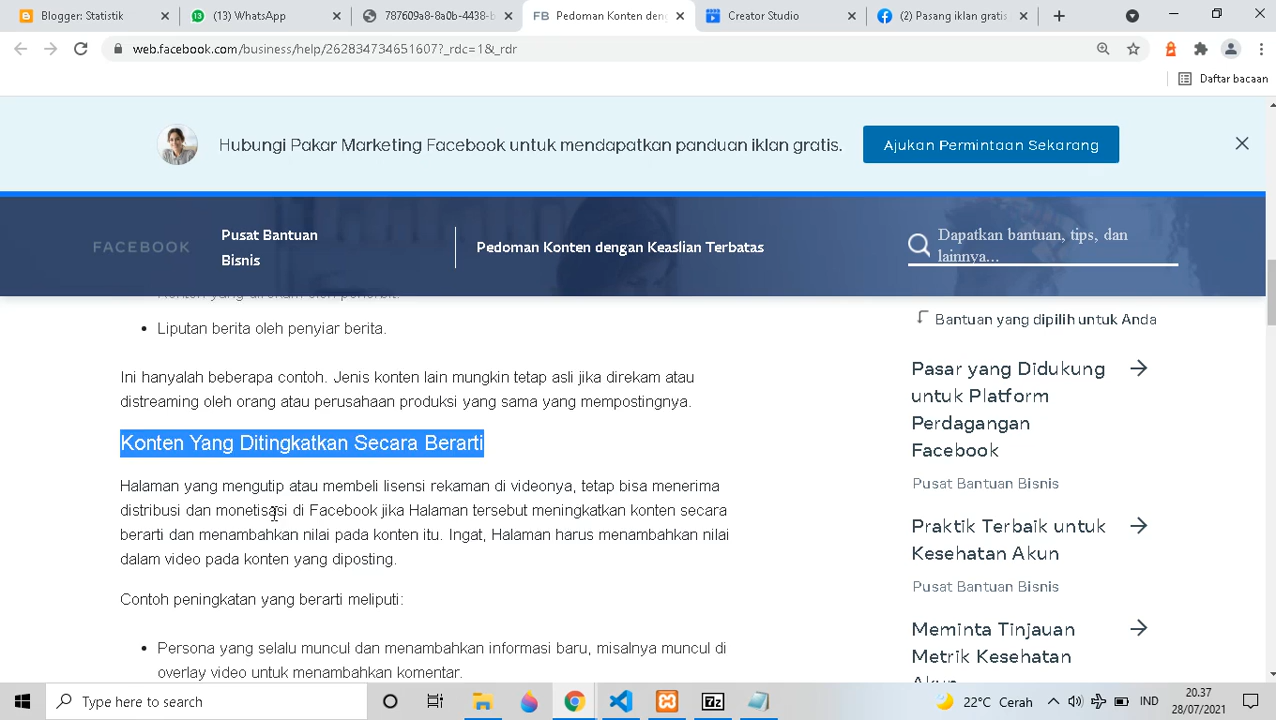 Blogger: Statistik
(13) WhatsApp
787609a8-8a0b-4438-b
FB Pedoman Konten den
Creator Studio
(2) Pasang iklan gratis
web.facebook.com/business/help/2628347346516077?_rdc=1&_rdr
Daftar bacaan
Hubungi Pakar Marketing Facebook untuk mendapatkan panduan iklan gratis.
Ajukan Permintaan Sekarang
FACEBOOK
Pusat Bantuan
Bisnis
Pedoman Konten dengan Keaslian Terbatas
Dapatkan bantuan, tips, dan
lainnya...
Konten yang direkam oleh penerbit.
Liputan berita oleh penyiar berita.
Ini hanyalah beberapa contoh. Jenis konten lain mungkin tetap asli jika direkam atau
distreaming oleh orang atau perusahaan produksi yang sama yang mempostingnya.
Konten Yang Ditingkatkan Secara Berarti
Halaman yang mengutip atau membeli lisensi rekaman di videonya, tetap bisa menerima
distribusi dan monetisasi di Facebook jika Halaman tersebut meningkatkan konten secara
berarti dan menambahkan nilai pada konten itu. Ingat, Halaman harus menambahkan nilai
dalam video pada konten yang diposting.
Contoh peningkatan yang berarti meliputi:
Persona yang selalu muncul dan menambahkan informasi baru, misalnya muncul di
overlay video untuk menambahkan komentar.
Bantuan yang dipilih untuk Anda
Pasar yang Didukung
untuk Platform
Perdagangan
Facebook
Pusat Bantuan Bisnis
Praktik Terbaik untuk
Kesehatan Akun
Pusat Bantuan Bisnis
Meminta Tinjauan
Metrik Kesehatan
Akun
Type here to search
7z
22°C Cerah
IND
20.37
28/07/2021